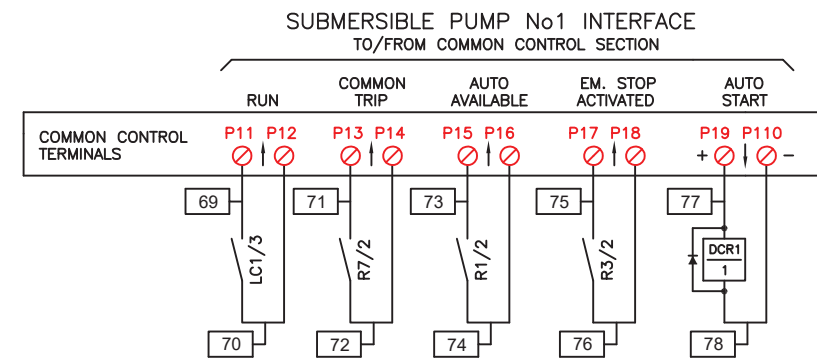 SUBMERSIBLE PUMP No1 INTERFACE
TO/FROM COMMON CONTROL SECTION
RUN
COMMON
TRIP
AUTO
AVAILABLE
EM. STOP
ACTIVATED
AUTO
START
COMMON CONTROL
TERMINALS
P11 P12
P13 P14
P15 P16
P17 P18
P19 P110
+ -
69
71
73
75
77
LC1/3
R7/2
R1/2
R3/2
DCR1
1
70
72
74
76
78